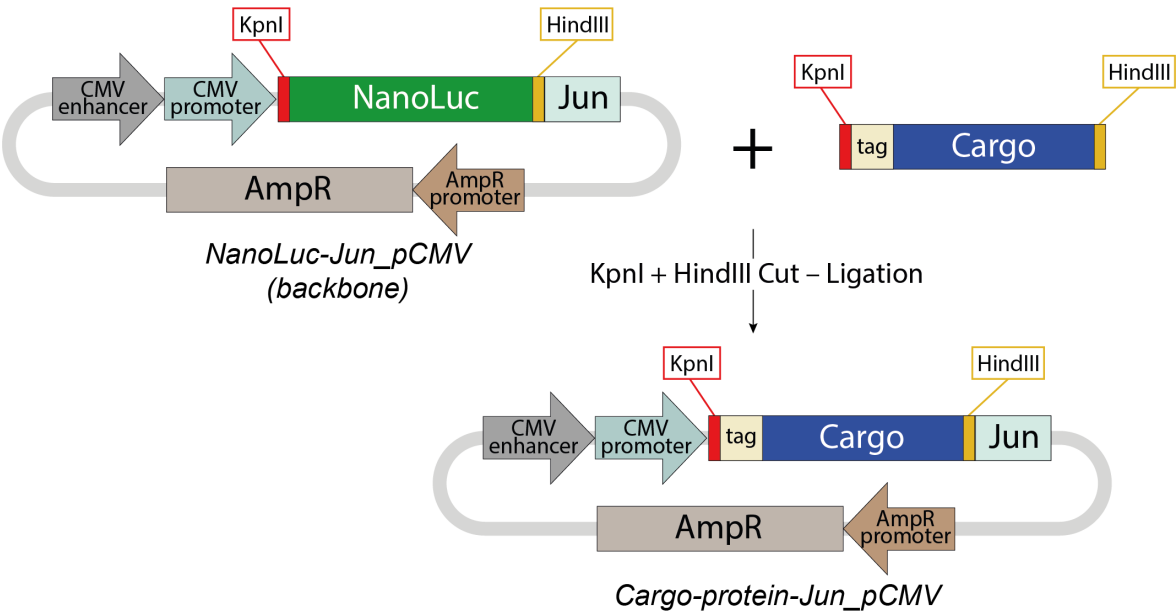 KpnI
HindIII
CMV
enhancer
CMV
promoter
NanoLuc
Jun
AmpR
AmpR
promoter
NanoLuc-Jun_pCMV
(backbone)
+
KpnI
HindIII
tag
Cargo
KpnI + HindIII Cut – Ligation
KpnI
HindIII
CMV
enhancer
CMV
promoter
tag
Cargo
Jun
AmpR
AmpR
promoter
Cargo-protein-Jun_pCMV